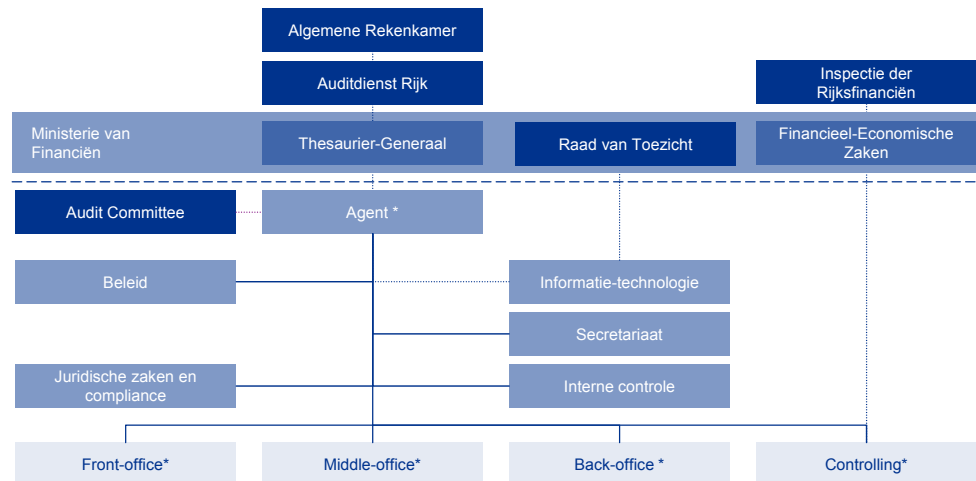 Algemene Rekenkamer
Auditdienst Rijk
Inspectie der
Rijksfinanciën
Ministerie van
Financiën
Thesaurier-Generaal
Raad van Toezicht
Financieel-Economische
Zaken
Audit Committee
Agent *
Beleid
Informatie-technologie
Secretariaat
Juridische zaken en
compliance
Interne controle
Front-office*
Middle-office*
Back-office *
Controlling*